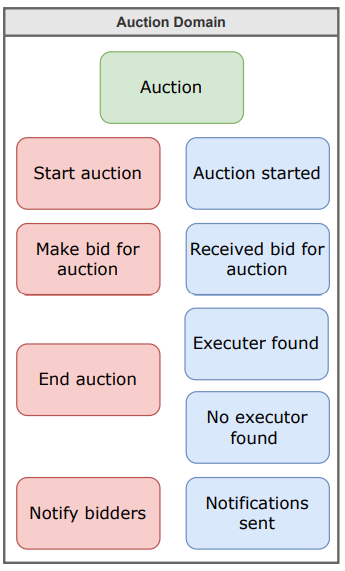 Auction Domain
Auction
Start auction
Auction started
Make bid for
auction
Received bid for
auction
Executer found
End auction
No executor
found
Notify bidders
Notifications
sent